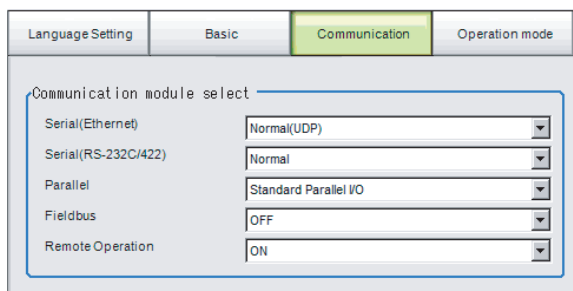 Language Setting Basic Communication Operation mode
Communication module select
Serial(Ethernet) Normal(UDP)
Serial(RS-232C/422) Normal
Parallel Standard Parallel I/O
Fieldbus OFF
Remote Operation ON